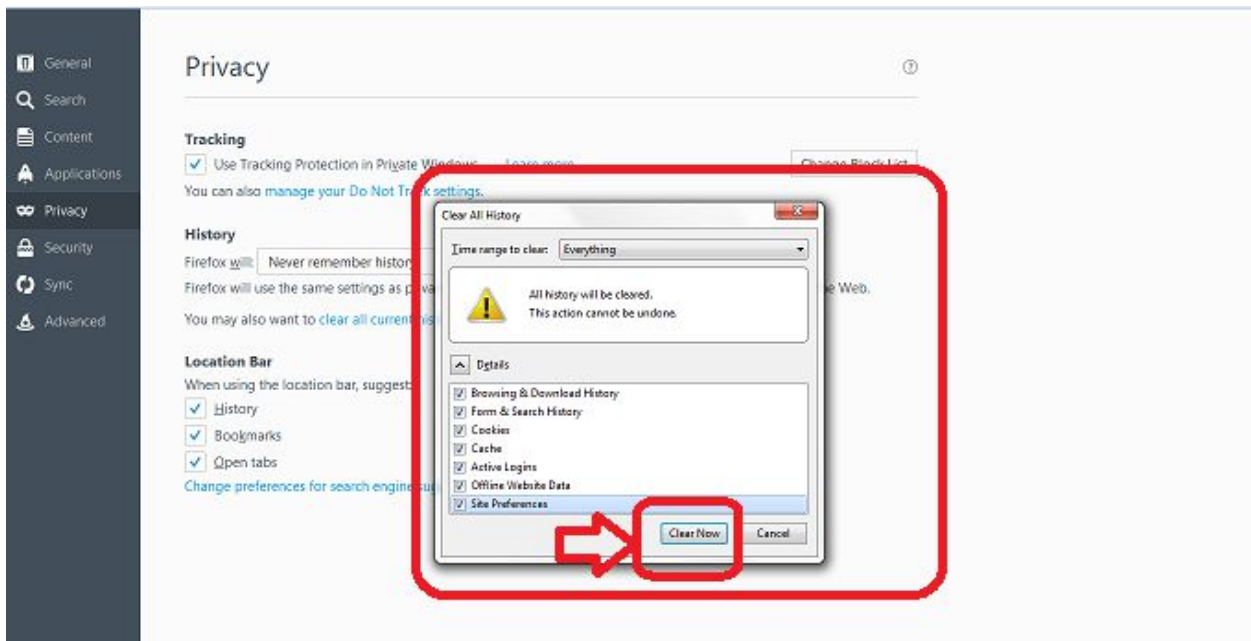 General
Search
Content
Applications
Privacy
Security
Sync
Advanced
Privacy
?
Tracking
Use Tracking Protection in Private Windows Learn more
Change Block List
You can also manage your Do Not Track settings.
History
Firefox will: Never remember history
Firefox will use the same settings as
e Web.
You may also want to clear all current
Location Bar
When using the location bar, suggest:
History
Bookmarks
Open tabs
Change preferences for search engine
Clear All History
Time range to clear: Everything
All history will be cleared.
This action cannot be undone.
Details
Browsing & Download History
Form & Search History
Cookies
Cache
Active Logins
Offline Website Data
Site Preferences
Clear Now Cancel